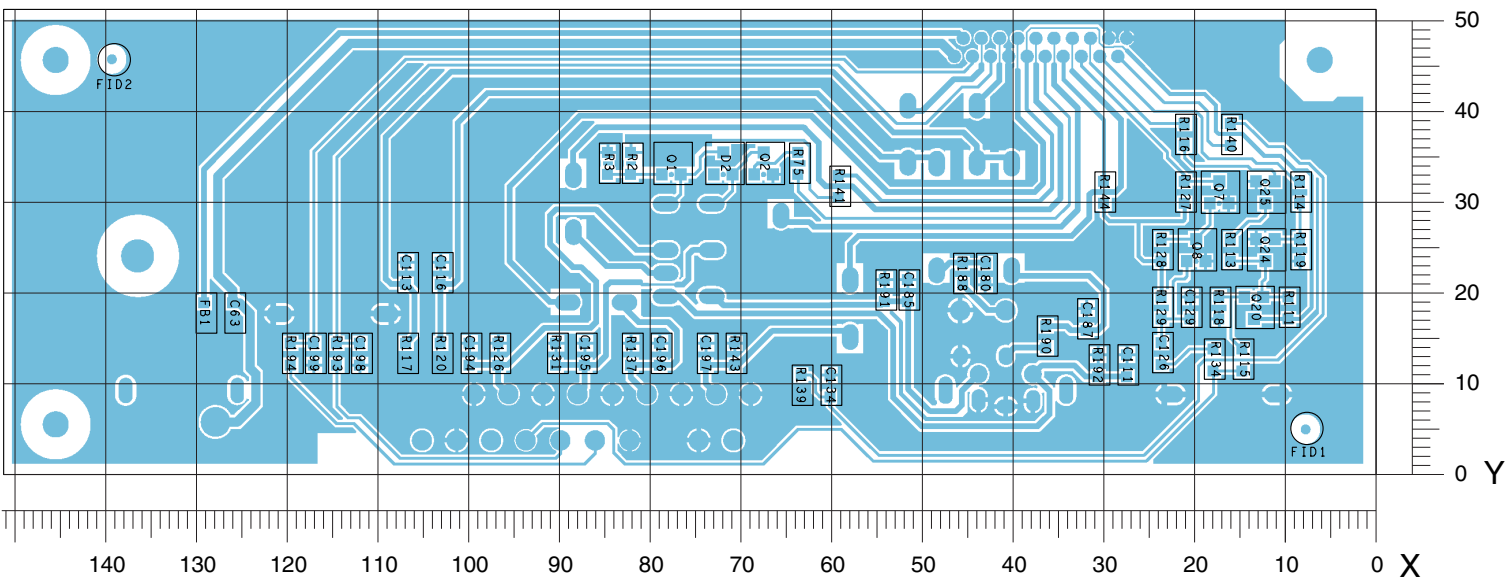 50
FID2
40
R116
R140
R3
R2
Q1
D2
Q2
R75
R141
R144
R127
Q7
Q25
R114
30
R128
Q8
R113
Q24
R119
C113
C116
R188
C180
R191
C185
20
FB1
C63
C187
R129
C129
R118
Q20
R111
R194
C199
R193
C198
R117
R120
C194
R126
R131
C195
R137
C196
C197
R143
R190
R192
C111
C126
R134
R115
10
R139
C134
FID1
0
Y
140
130
120
110
100
90
80
70
60
50
40
30
20
10
0
X